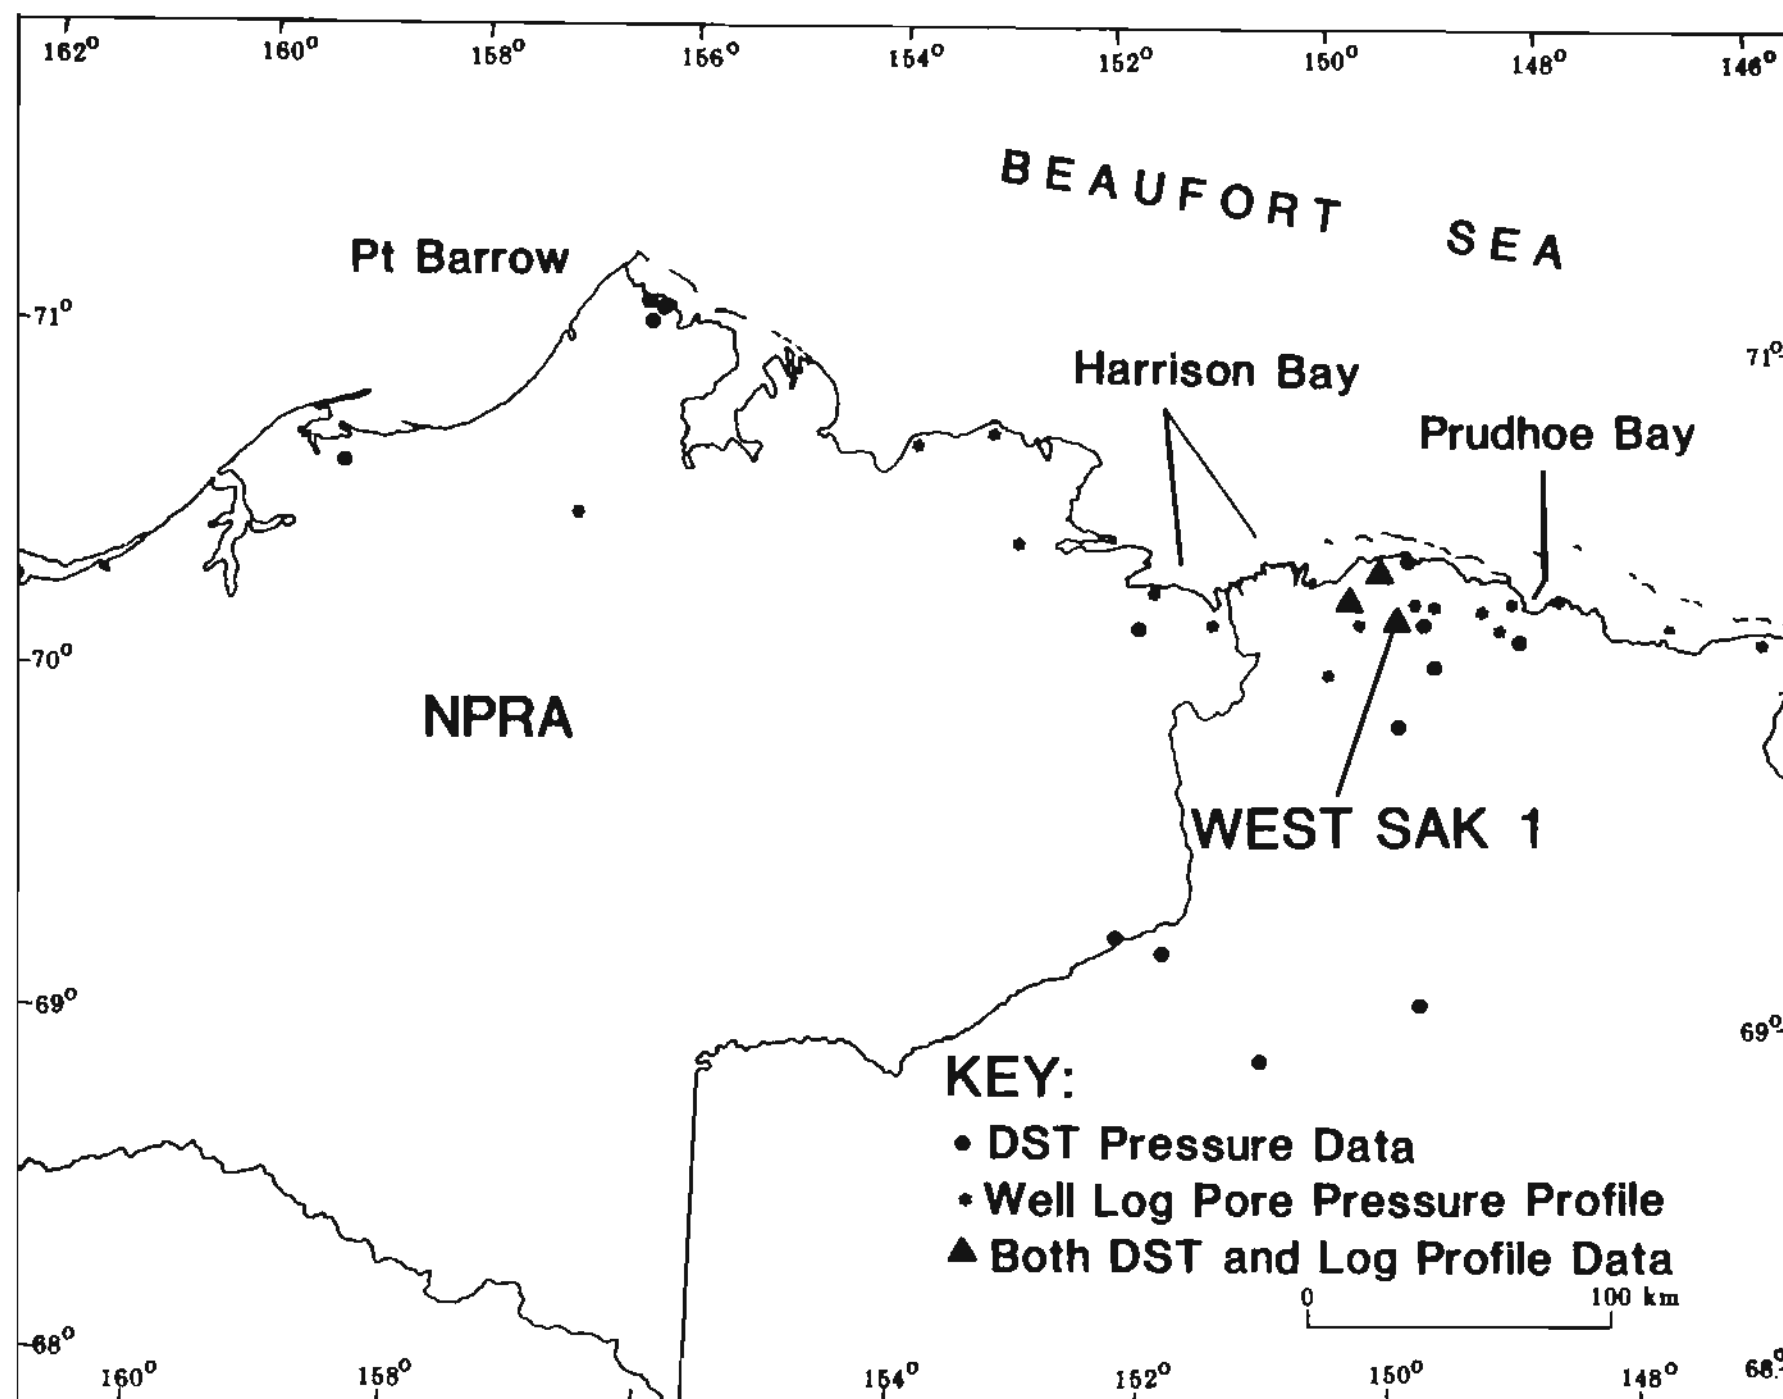 162° 160° 158° 156° 154° 152° 150° 148° 146°
BEAUFORT SEA
Pt Barrow
71°
71°
Harrison Bay
Prudhoe Bay
70°
NPRA
WEST SAK 1
69°
69°
KEY:
DST Pressure Data
Well Log Pore Pressure Profile
Both DST and Log Profile Data
0 100 km
68°
68°
160° 158° 154° 152° 150° 148°